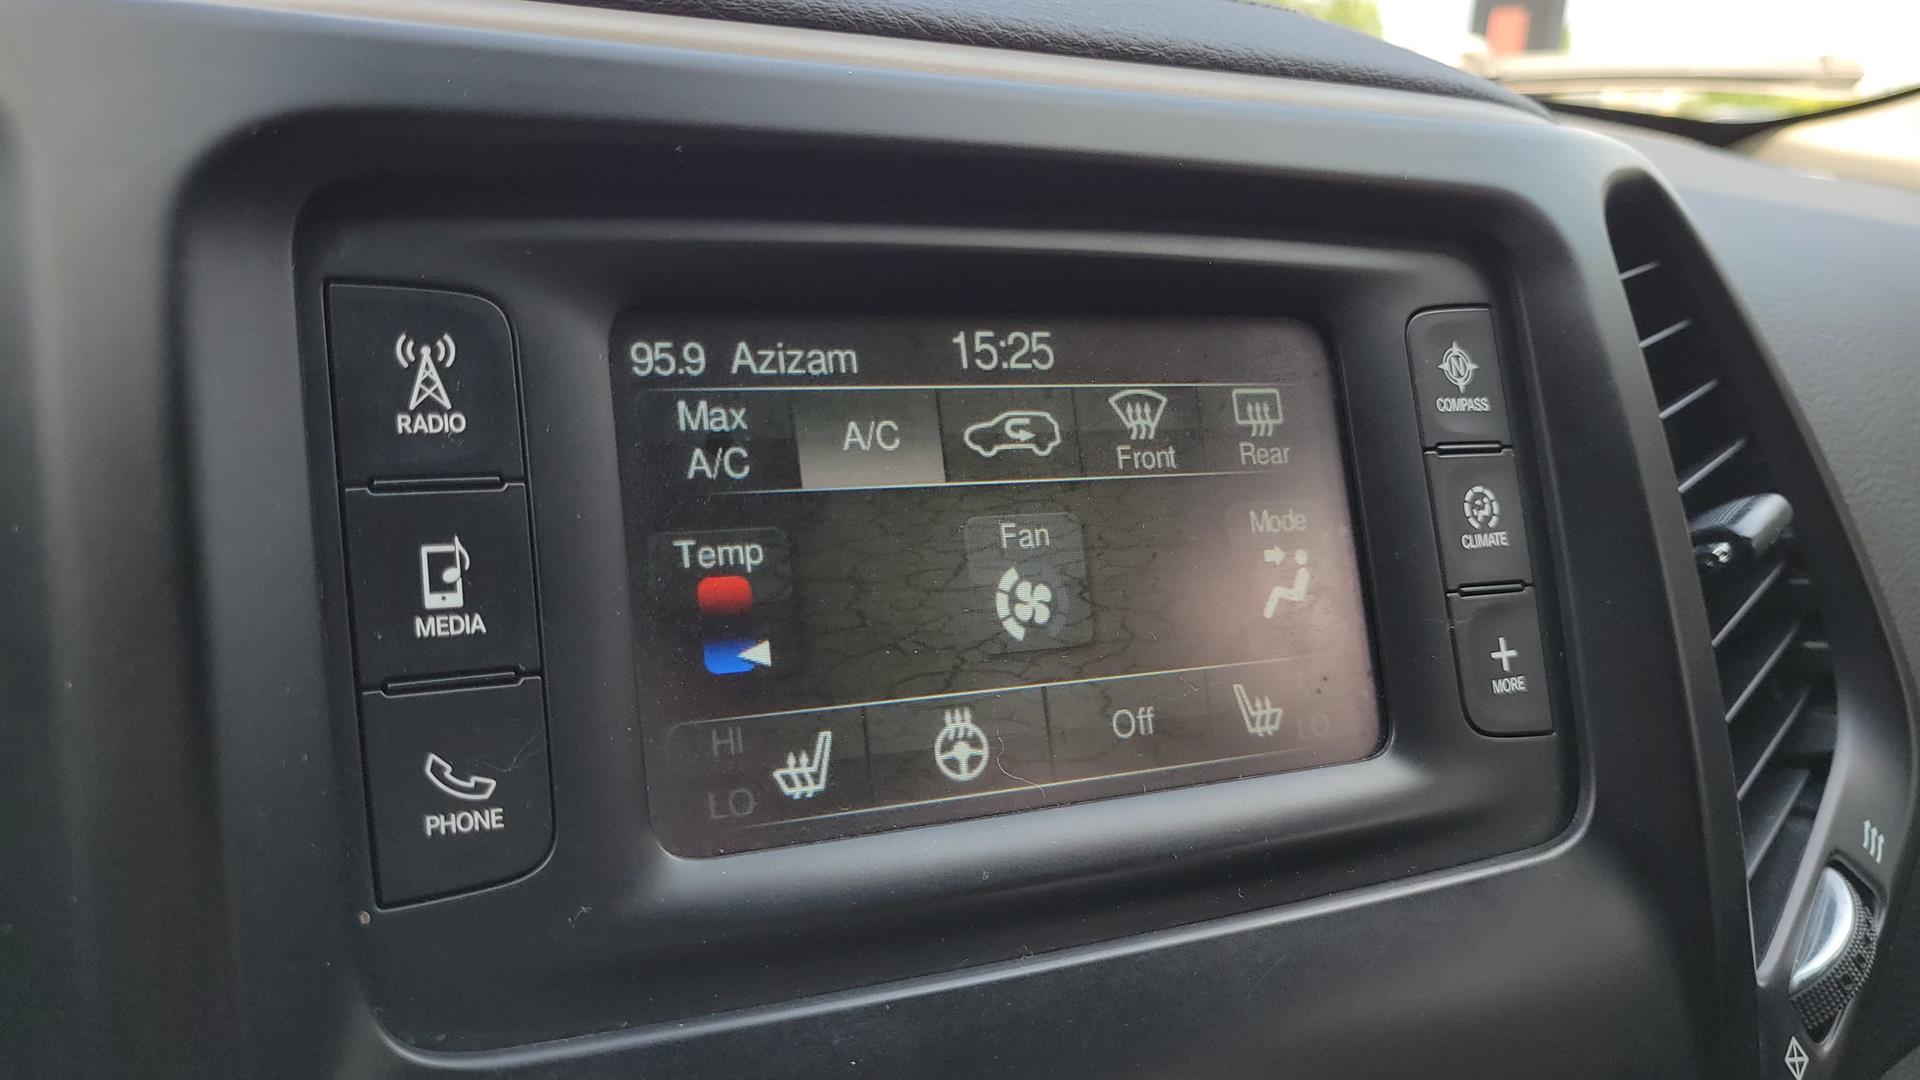 95.9 Azizam 15:25
Max
A/C
A/C
Front
Rear
Temp
Fan
Mode
HI
LO
Off
LO
RADIO
MEDIA
PHONE
N
COMPASS
CLIMATE
+
MORE